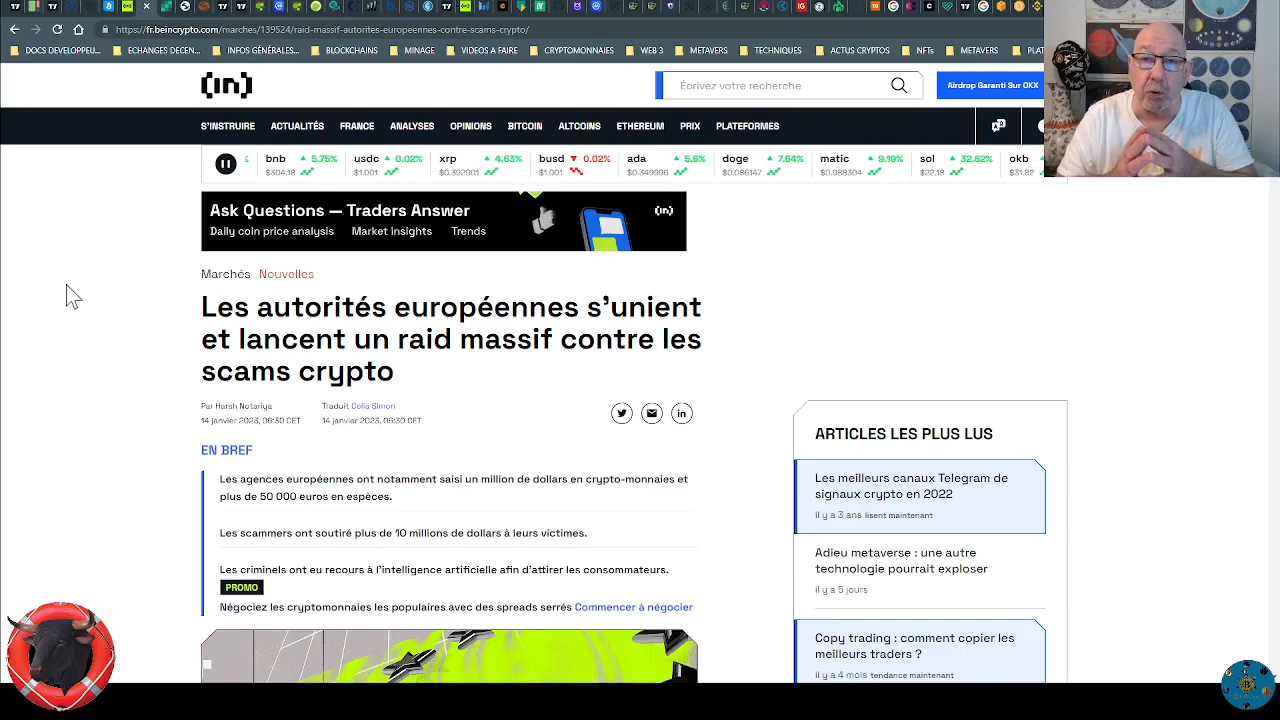 https://fr.beincrypto.com/marches/139524/raid-massif-autorites-europeennes-contre-scams-crypto/
DOCS DEVELOPPEU... EXCHANGES DECEN... INFOS GÉNÉRALES... BLOCKCHAINS MINAGE VIDEOS A FAIRE CRYPTOMONNAIES WEB 3 METAVERS TECHNIQUES ACTUS CRYPTOS NFTs METAVERS PLAT
[in]
Écrivez votre recherche
Airdrop Garanti Sur OKX
S'INSTRUIRE ACTUALITÉS FRANCE ANALYSES OPINIONS BITCOIN ALTCOINS ETHEREUM PRIX PLATEFORMES
bnb 5.75% usdc 0.02% xrp 4.63% busd 0.02% ada 5.6% doge 7.64% matic 9.19% sol 32.62% okb
$304.18 $1.001 $0.392901 $1.001 $0.349996 $0.086147 $0.988304 $22.18 $31.82
Ask Questions — Traders Answer
[in]
Daily coin price analysis Market Insights Trends
Marchés Nouvelles
Les autorités européennes s'unient
et lancent un raid massif contre les
scams crypto
Par Harsh Notariya Traduit Célia Simon
14 janvier 2023, 06:30 CET 14 janvier 2023, 06:30 CET
EN BREF
Les agences européennes ont notamment saisi un million de dollars en crypto-monnaies et
plus de 50 000 euros en espèces.
Les scammers ont soutiré plus de 10 millions de dollars à leurs victimes.
Les criminels ont eu recours à l'intelligence artificielle afin d'attirer les consommateurs.
PROMO
Négociez les cryptomonnaies les populaires avec des spreads serrés Commencer à négocier
ARTICLES LES PLUS LUS
Les meilleurs canaux Telegram de
signaux crypto en 2022
il y a 3 ans lisent maintenant
Adieu metaverse : une autre
technologie pourrait exploser
il y a 5 jours
Copy trading : comment copier les
meilleurs traders ?
il y a 4 mois tendance maintenant